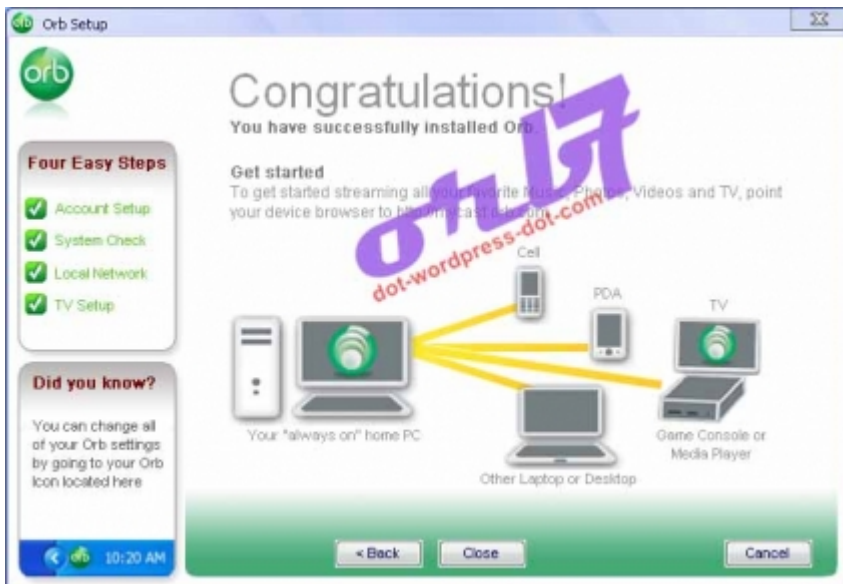 Orb Setup
orb
Congratulations!
You have successfully installed Orb.
Four Easy Steps
Account Setup
System Check
Local Network
TV Setup
Get started
To get started streaming all your favorite Music, Photos, Videos and TV, point
your device browser to http://mycast.orb.com
dot-wordpress-dot-com
Cell
PDA
TV
Your "always on" home PC
Other Laptop or Desktop
Game Console or
Media Player
Did you know?
You can change all
of your Orb settings
by going to your Orb
Icon located here
10:20 AM
< Back
Close
Cancel